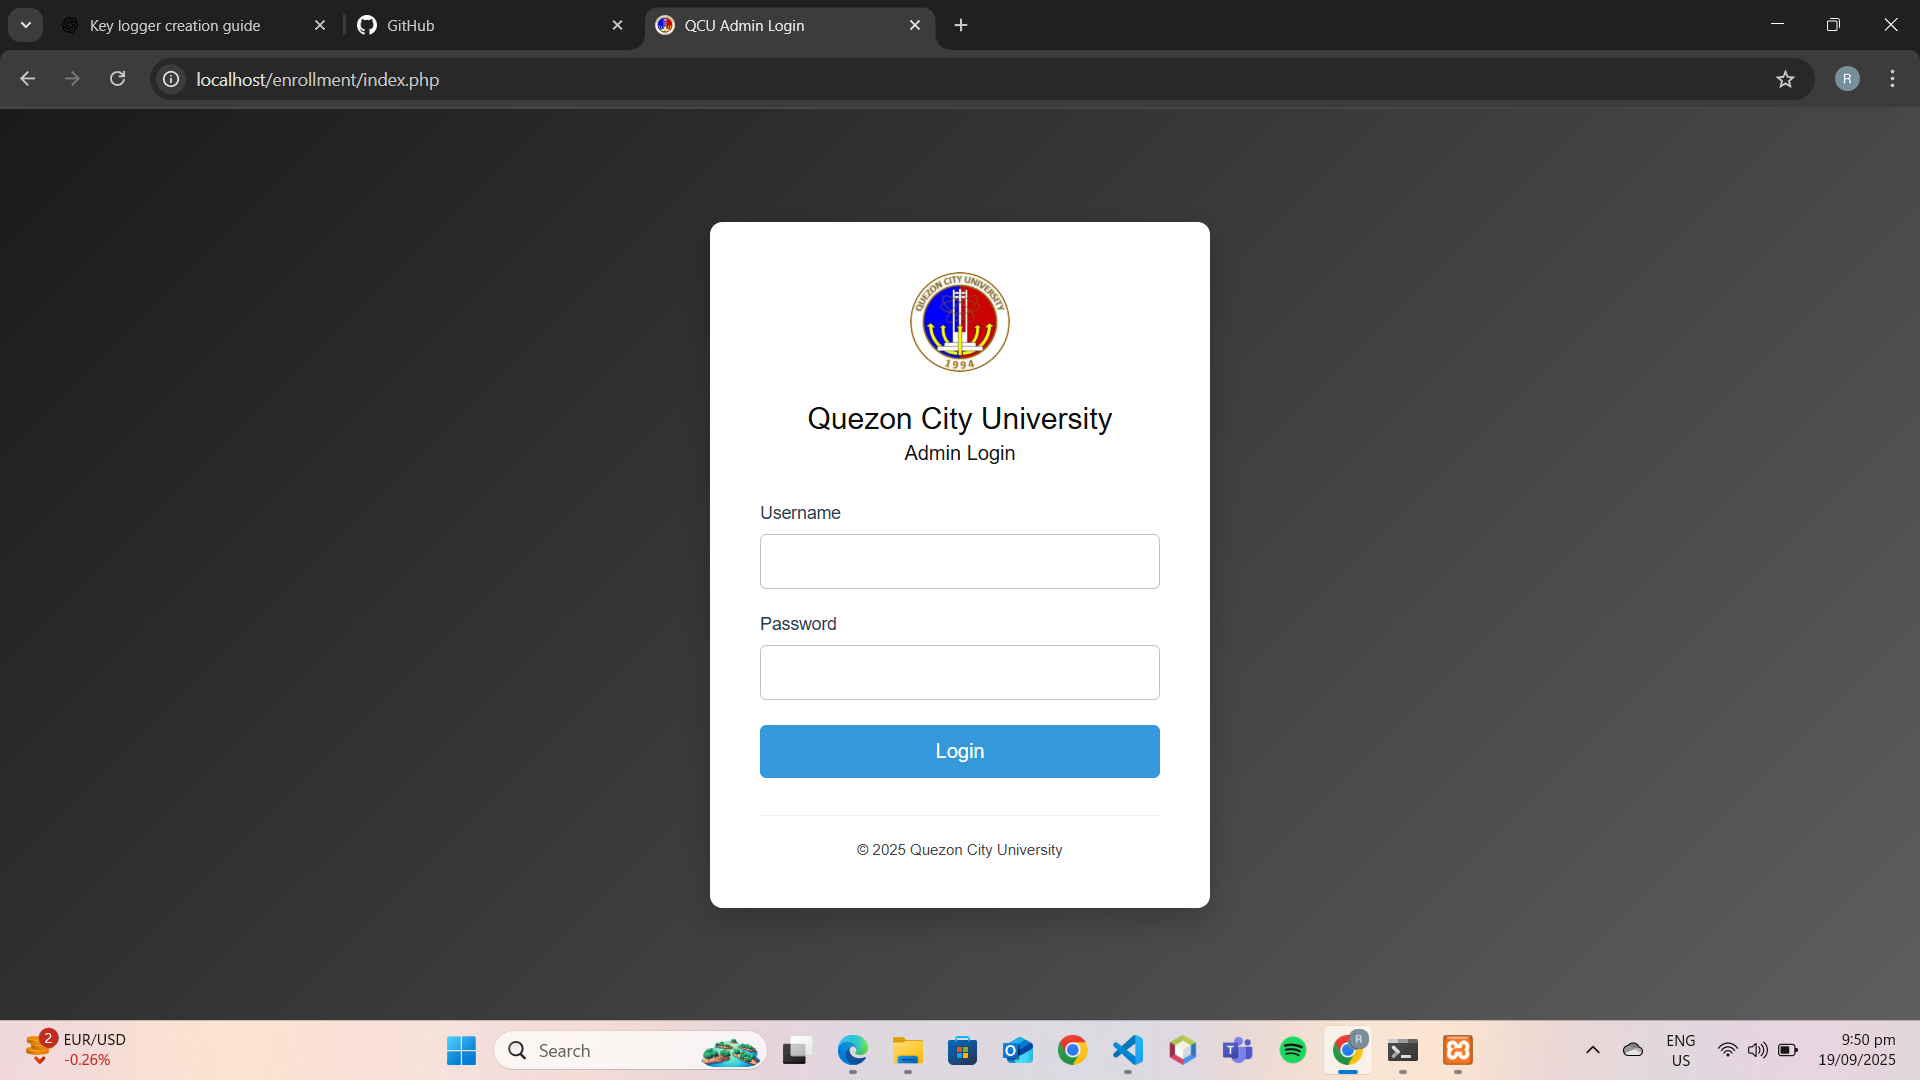 Key logger creation guide
GitHub
QCU Admin Login
localhost/enrollment/index.php
R
QUEZON CITY UNIVERSITY
1994
Quezon City University
Admin Login
Username
Password
Login
© 2025 Quezon City University
2
EUR/USD
-0.26%
Search
R
ENG
US
9:50 pm
19/09/2025